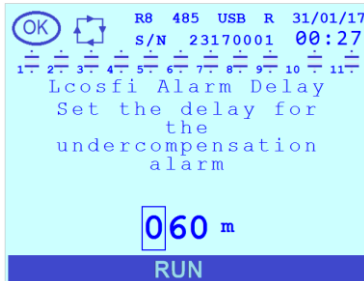 OK R8 485 USB R 31/01/17
S/N 23170001 00:27
1 2 3 4 5 6 7 8 9 10 11
Lcosfi Alarm Delay
Set the delay for
the
undercompensation
alarm
060 m
RUN